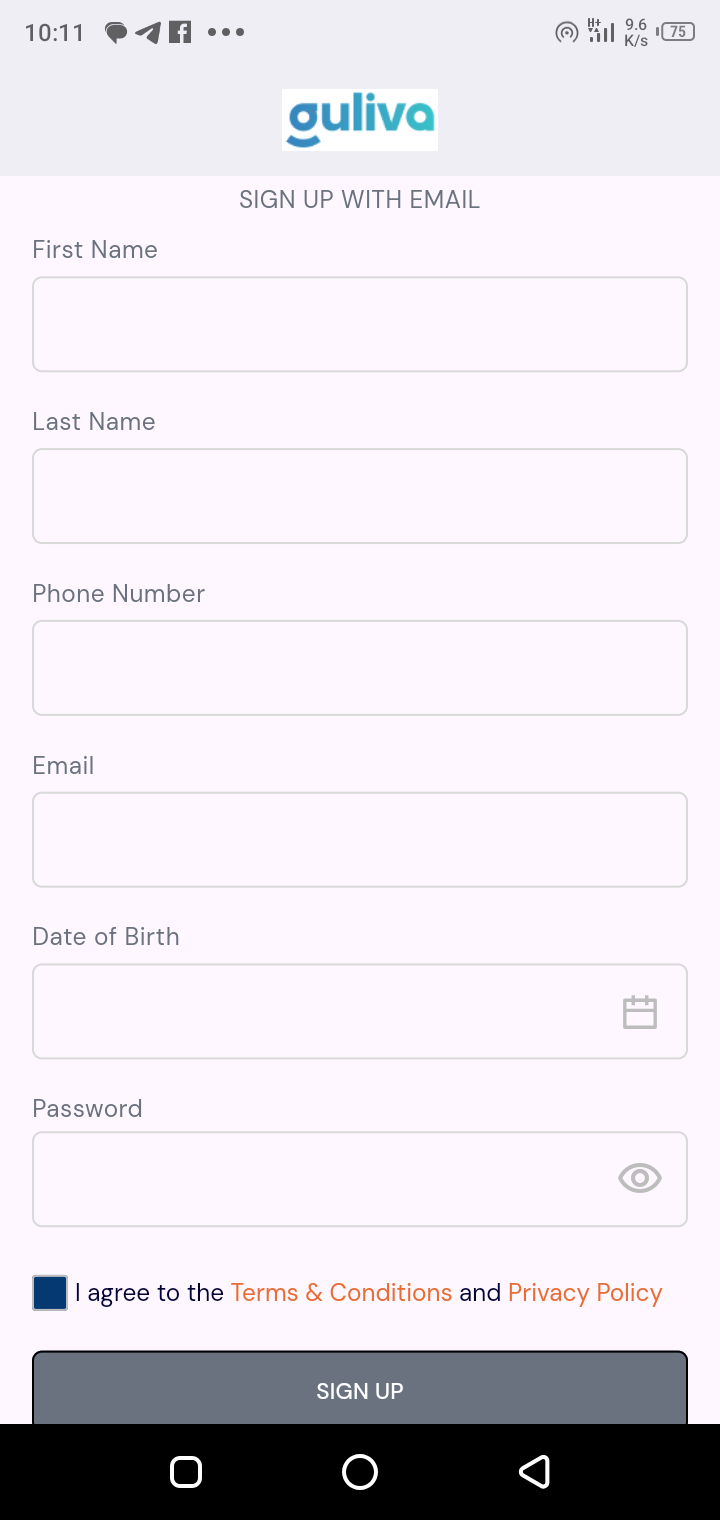 10:11 H+ 9.6 K/s 75
guliva
SIGN UP WITH EMAIL
First Name
Last Name
Phone Number
Email
Date of Birth
Password
I agree to the Terms & Conditions and Privacy Policy
SIGN UP